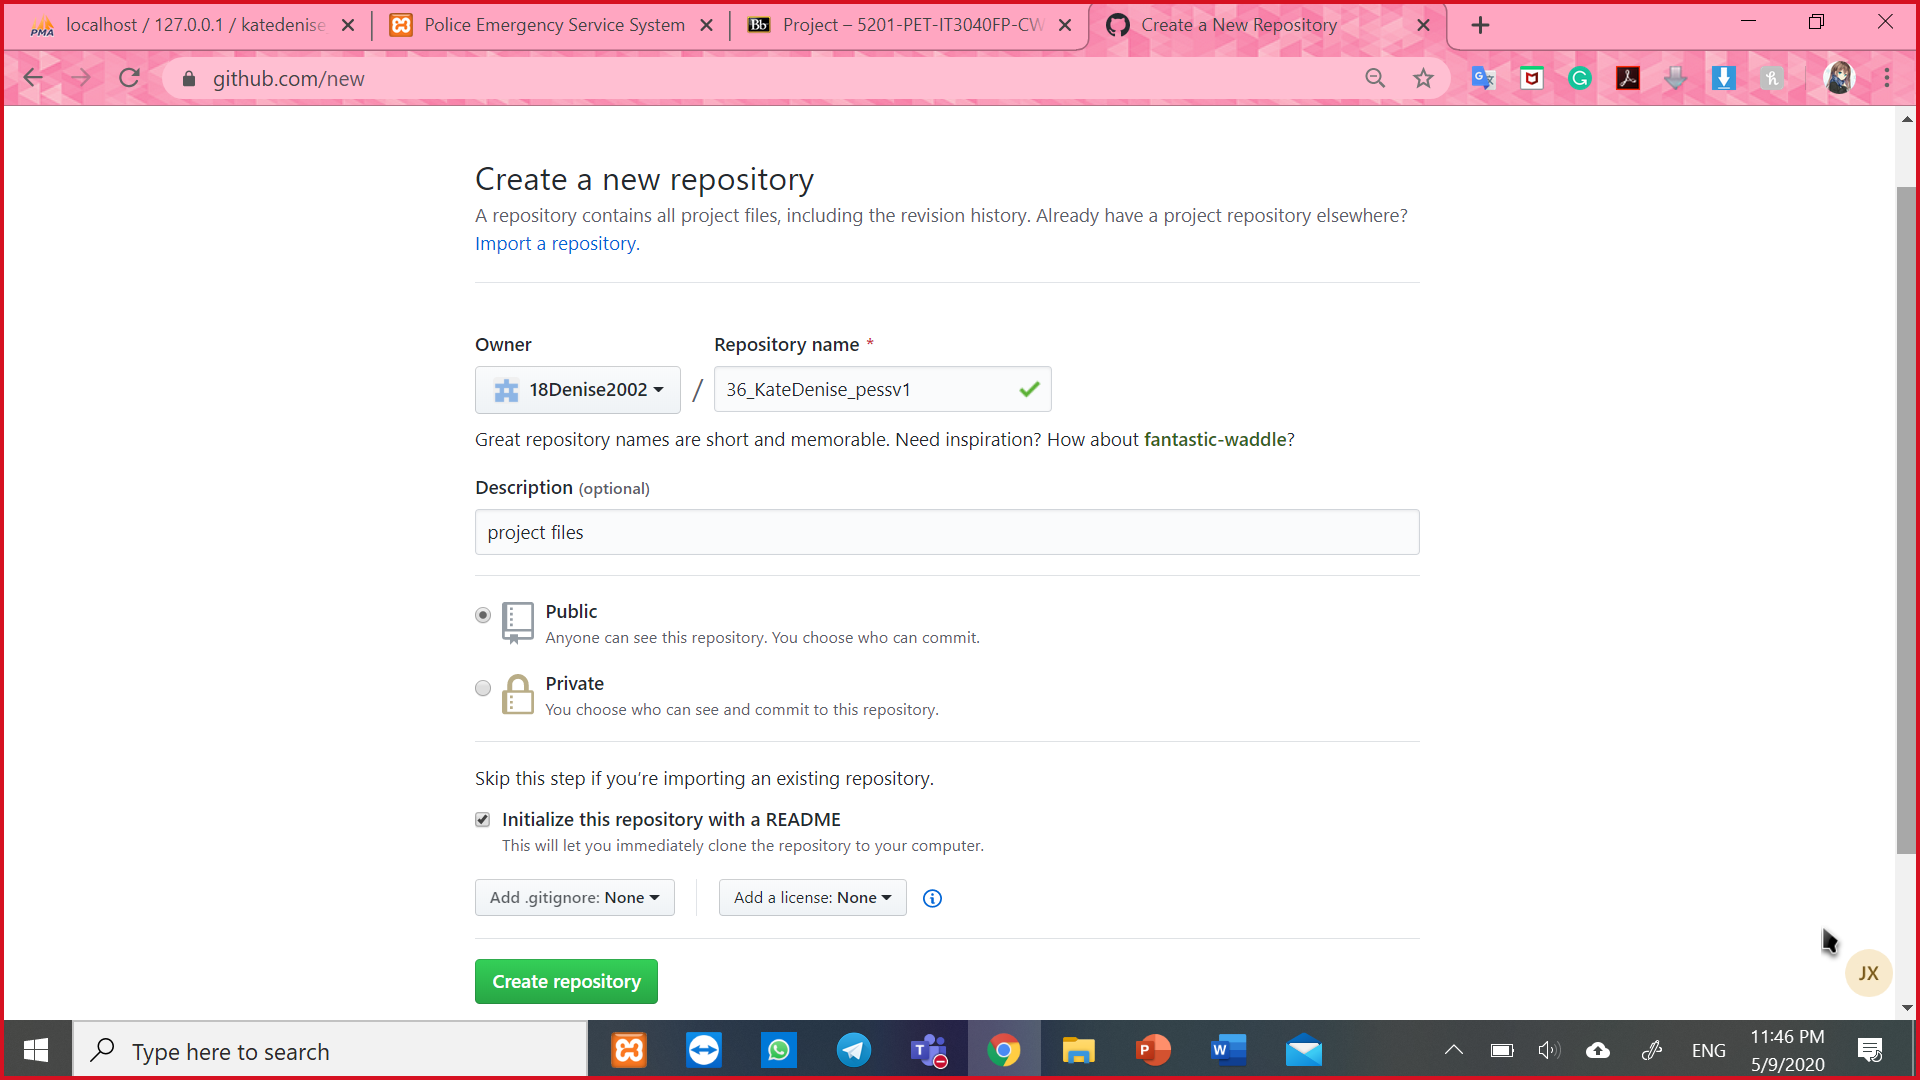 PMA localhost / 127.0.0.1 / katedenise
Police Emergency Service System
Bb Project – 5201-PET-IT3040FP-CW
Create a New Repository
github.com/new
Create a new repository
A repository contains all project files, including the revision history. Already have a project repository elsewhere?
Import a repository.
Owner
Repository name *
18Denise2002
/
36_KateDenise_pessv1
Great repository names are short and memorable. Need inspiration? How about fantastic-waddle?
Description (optional)
project files
Public
Anyone can see this repository. You choose who can commit.
Private
You choose who can see and commit to this repository.
Skip this step if you’re importing an existing repository.
Initialize this repository with a README
This will let you immediately clone the repository to your computer.
Add .gitignore: None
Add a license: None
Create repository
JX
Type here to search
ENG
11:46 PM
5/9/2020